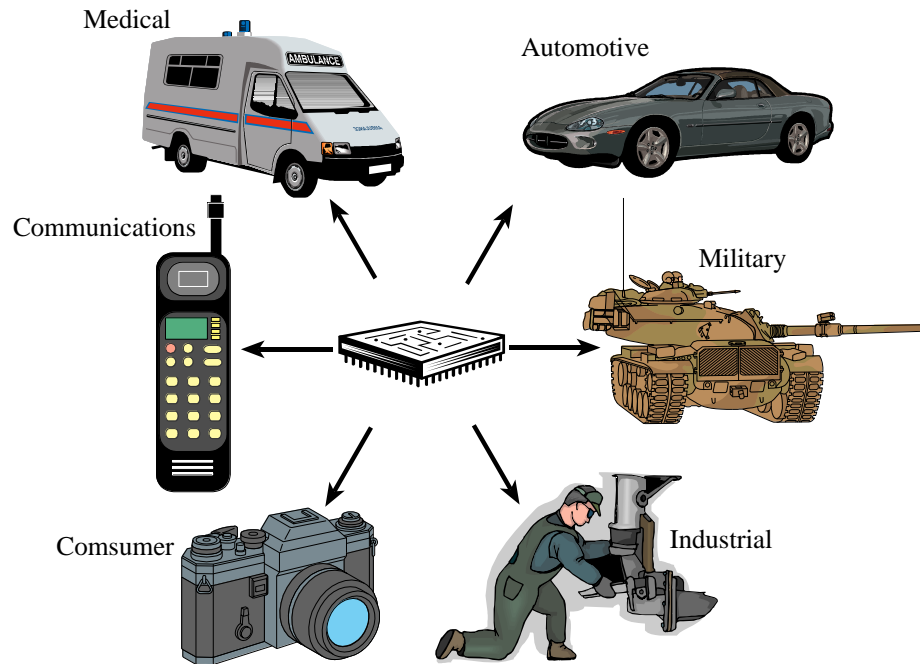 Medical
Automotive
AMBULANCE
Communications
Military
Comsumer
Industrial